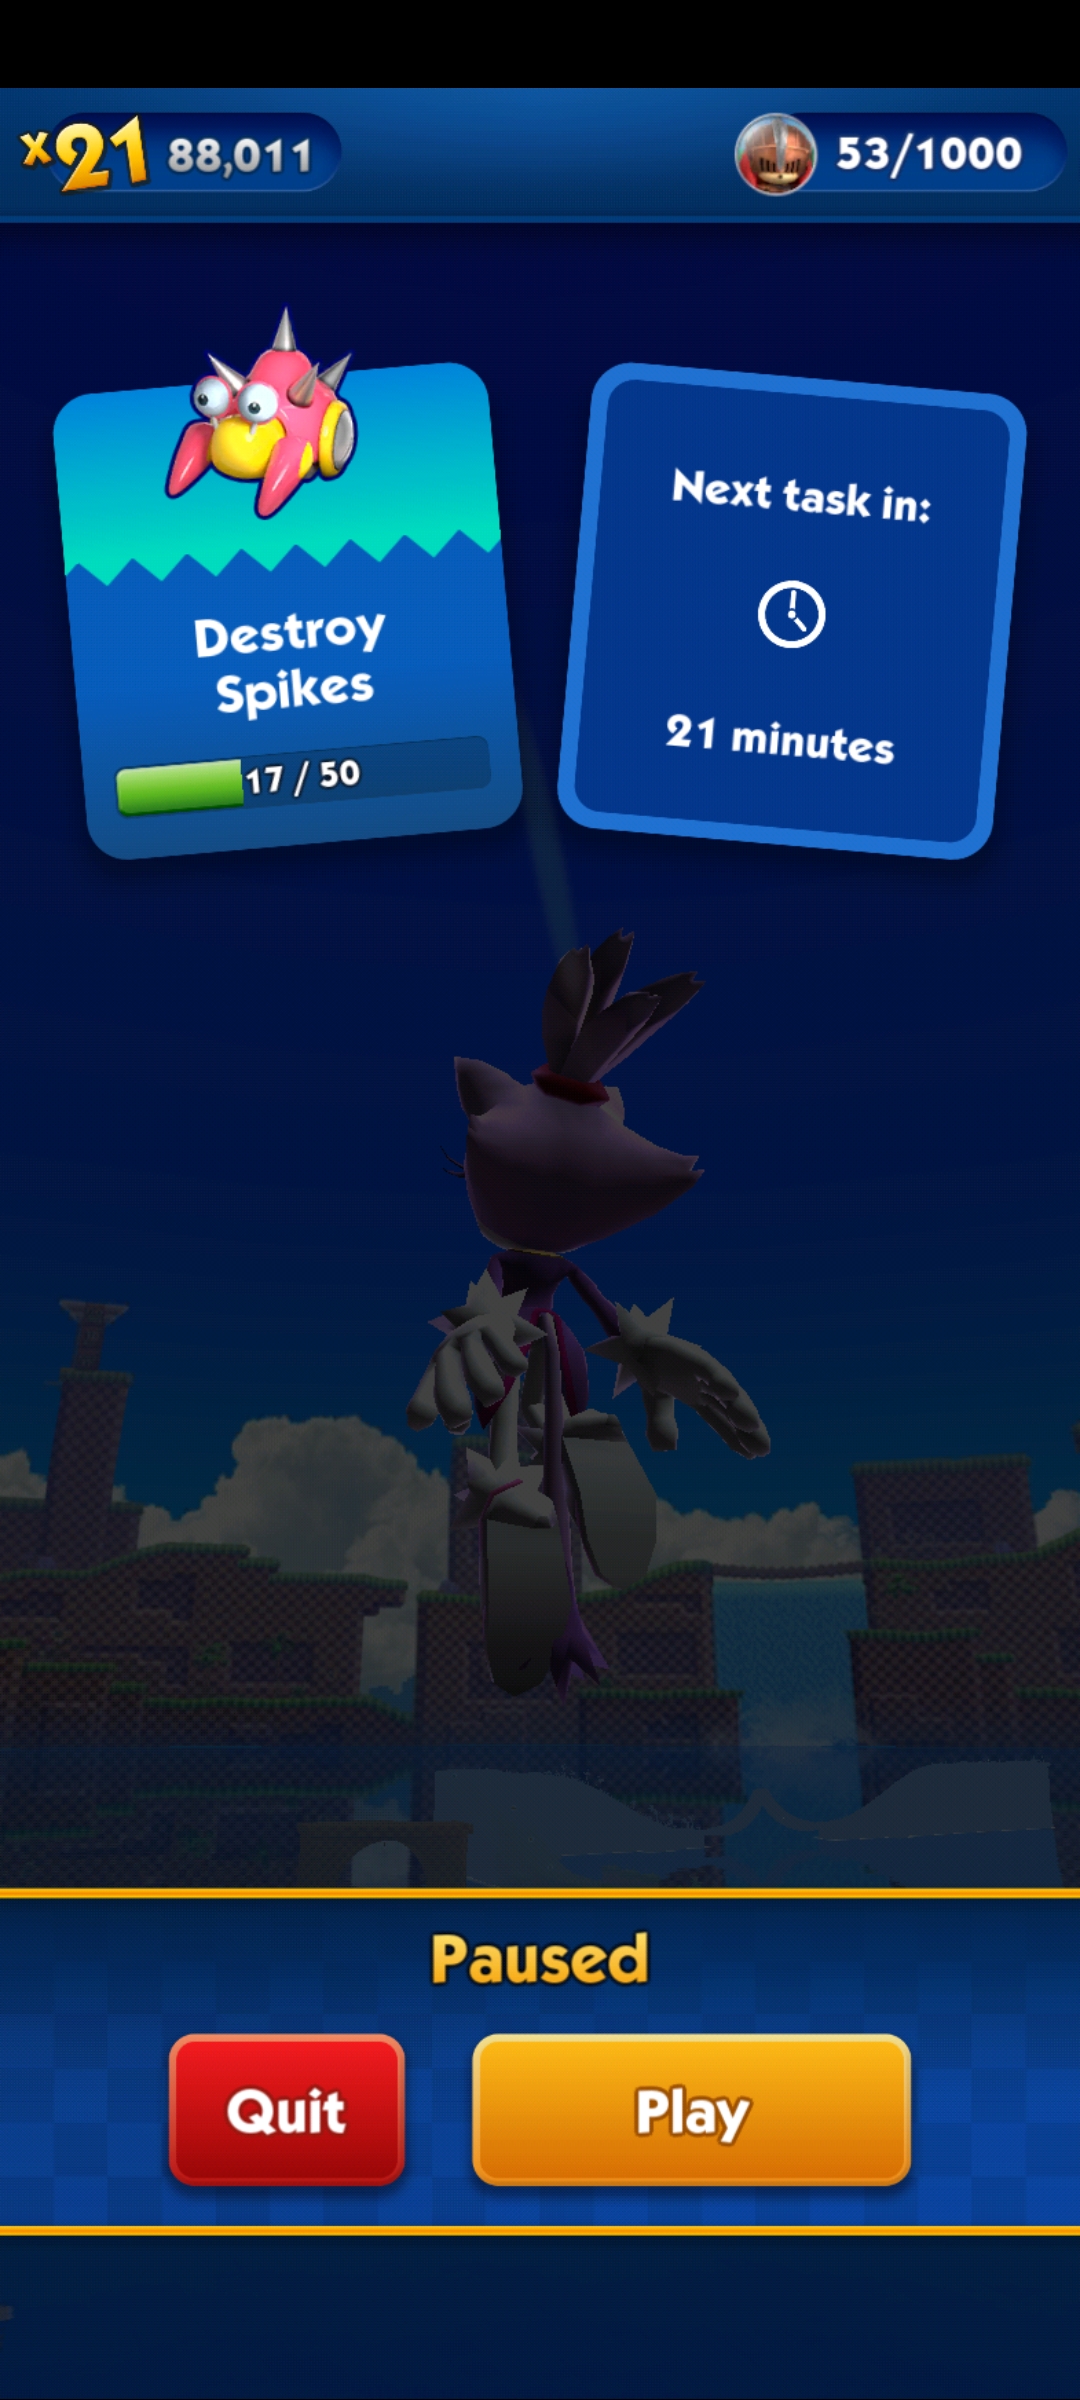 x21 88,011
53/1000
Destroy
Spikes
17 / 50
Next task in:
21 minutes
Paused
Quit
Play